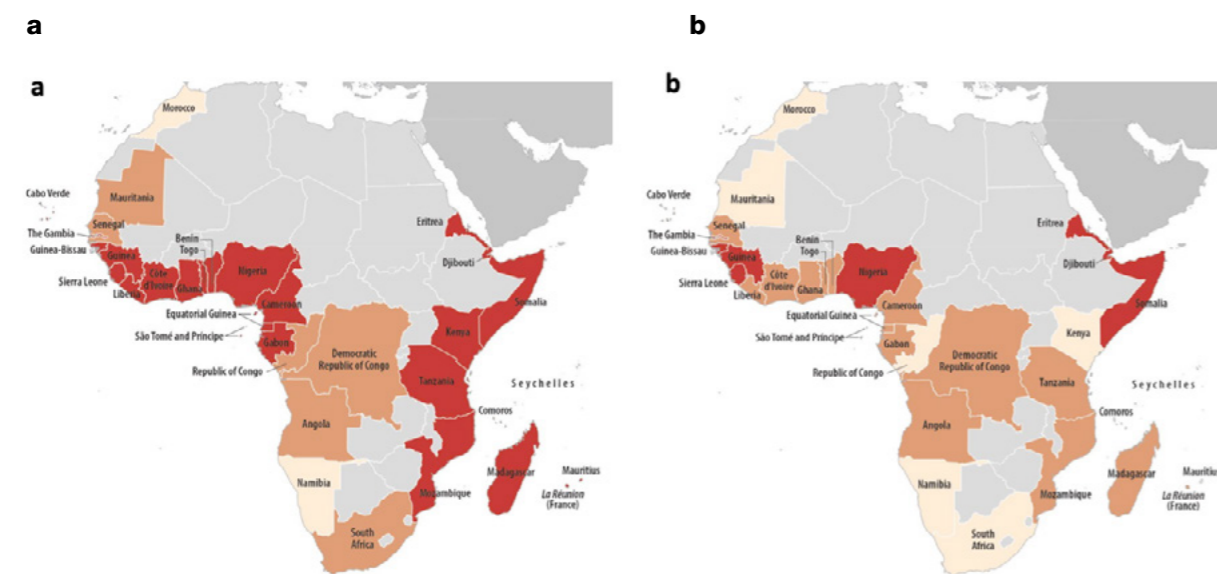 a
b
a
Morocco
Mauritania
Cabo Verde
Senegal
The Gambia
Guinea-Bissau
Guinea
Sierra Leone
Liberia
Côte
d'Ivoire
Ghana
Benin
Togo
Nigeria
Cameroon
Equatorial Guinea
São Tomé and Príncipe
Gabon
Republic of Congo
Democratic
Republic of Congo
Eritrea
Djibouti
Somalia
Kenya
Tanzania
Seychelles
Comoros
Angola
Namibia
Mozambique
Madagascar
Mauritius
La Réunion
(France)
South
Africa
b
Morocco
Mauritania
Cabo Verde
Senegal
The Gambia
Guinea-Bissau
Guinea
Sierra Leone
Liberia
Côte
d'Ivoire
Ghana
Benin
Togo
Nigeria
Cameroon
Equatorial Guinea
São Tomé and Príncipe
Gabon
Republic of Congo
Democratic
Republic of Congo
Eritrea
Djibouti
Somalia
Kenya
Tanzania
Seychelles
Comoros
Angola
Namibia
Mozambique
Madagascar
Mauritiu
La Réunion
(France)
South
Africa